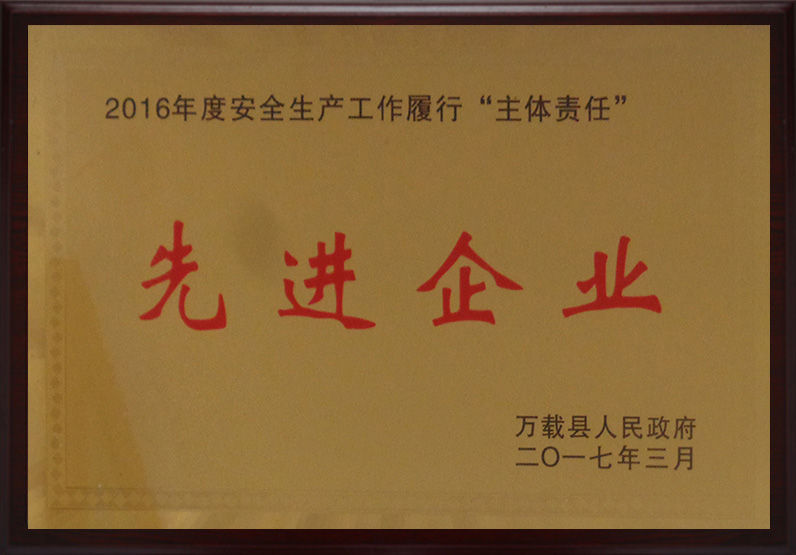 2016年度安全生产工作履行“主体责任”
先进企业
万载县人民政府
二〇一七年三月